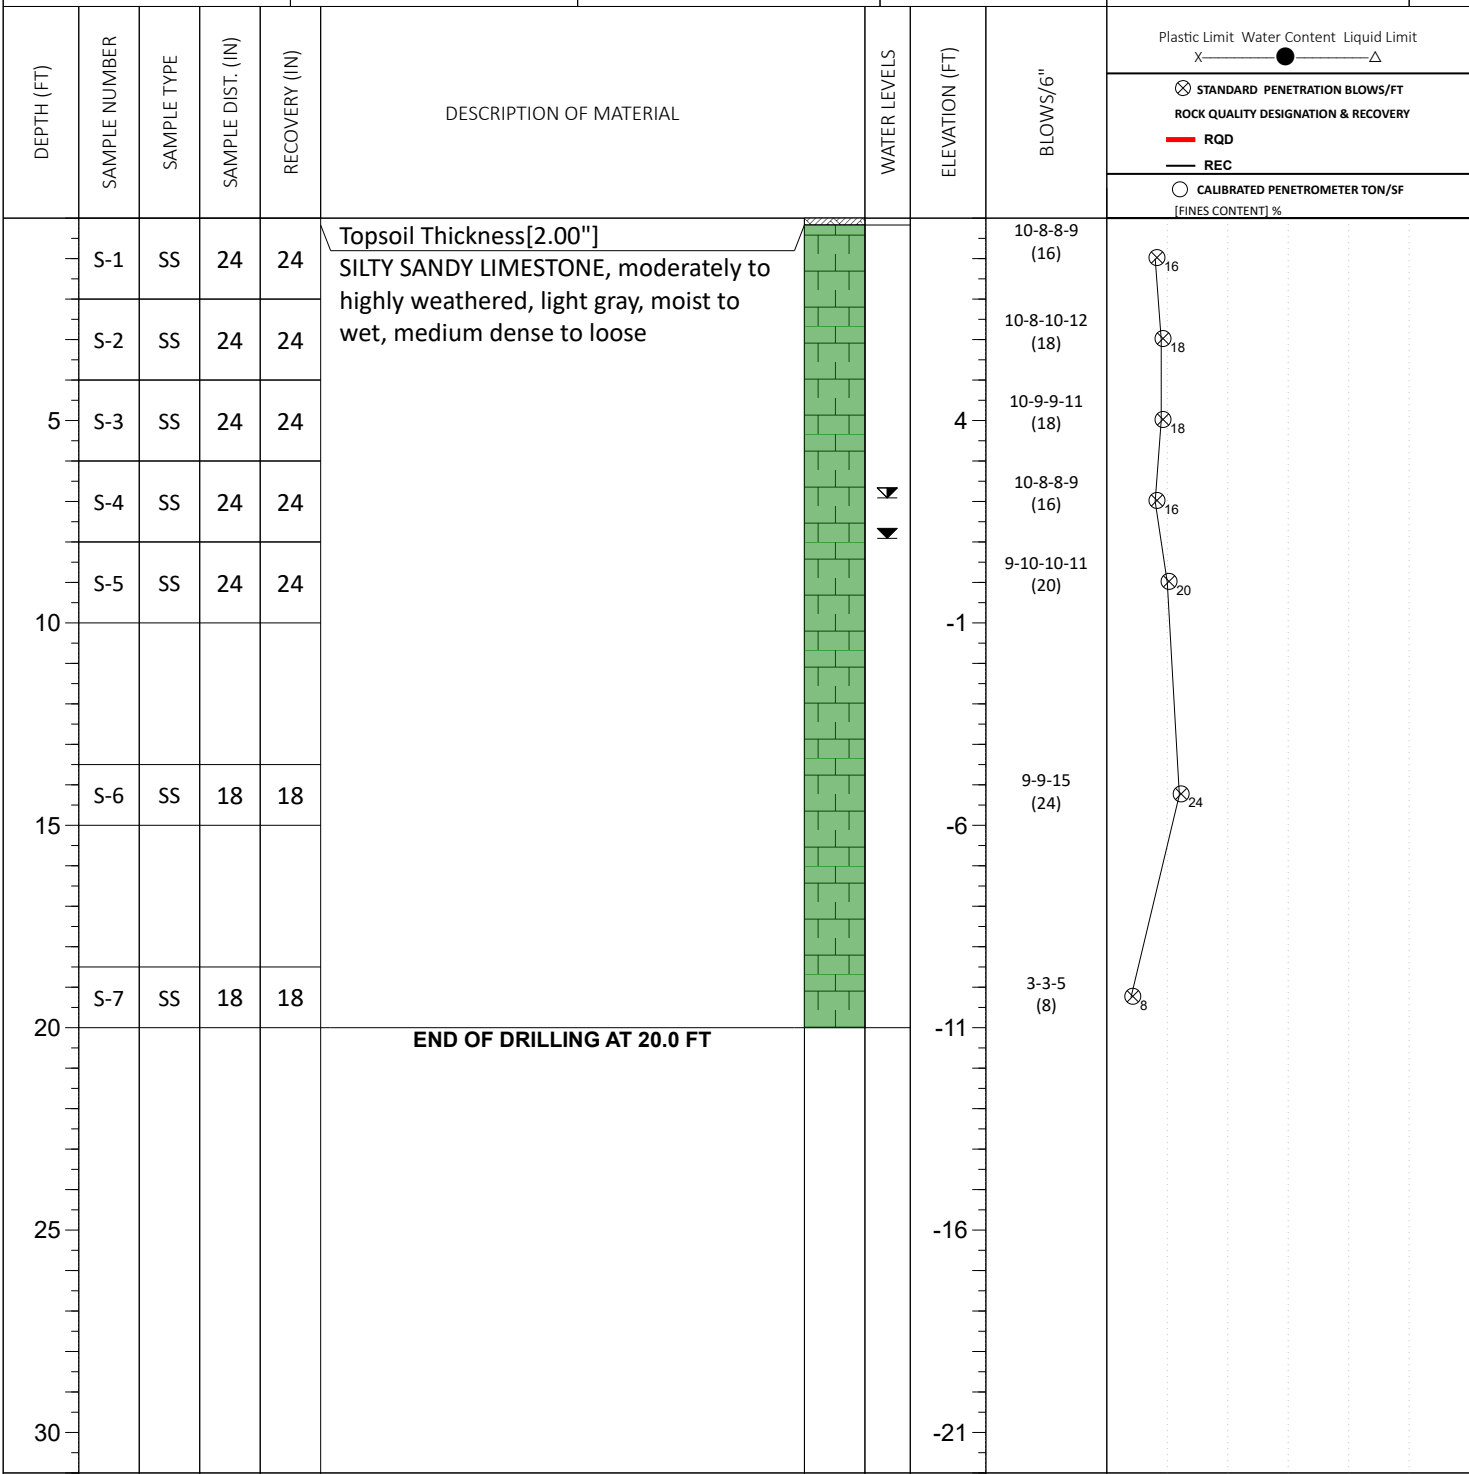 DEPTH (FT)
SAMPLE NUMBER
SAMPLE TYPE
SAMPLE DIST. (IN)
RECOVERY (IN)
DESCRIPTION OF MATERIAL
WATER LEVELS
ELEVATION (FT)
BLOWS/6"
Plastic Limit Water Content Liquid Limit
X
STANDARD PENETRATION BLOWS/FT
ROCK QUALITY DESIGNATION & RECOVERY
RQD
REC
CALIBRATED PENETROMETER TON/SF
[FINES CONTENT] %
Topsoil Thickness[2.00"]
SILTY SANDY LIMESTONE, moderately to
highly weathered, light gray, moist to
wet, medium dense to loose
S-1 SS 24 24
10-8-8-9
(16)
16
S-2 SS 24 24
10-8-10-12
(18)
18
5 S-3 SS 24 24 4
10-9-9-11
(18)
18
S-4 SS 24 24
10-8-8-9
(16)
16
S-5 SS 24 24
9-10-10-11
(20)
20
10 -1
S-6 SS 18 18
9-9-15
(24)
24
15 -6
S-7 SS 18 18
3-3-5
(8)
8
20 -11
END OF DRILLING AT 20.0 FT
25 -16
30 -21